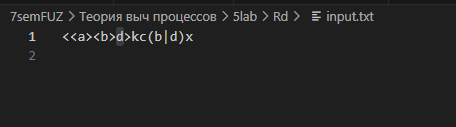 7semFUZ > Теория выч процессов > 5lab > Rd > input.txt
1 <<a><b>d>kc(b|d)x
2